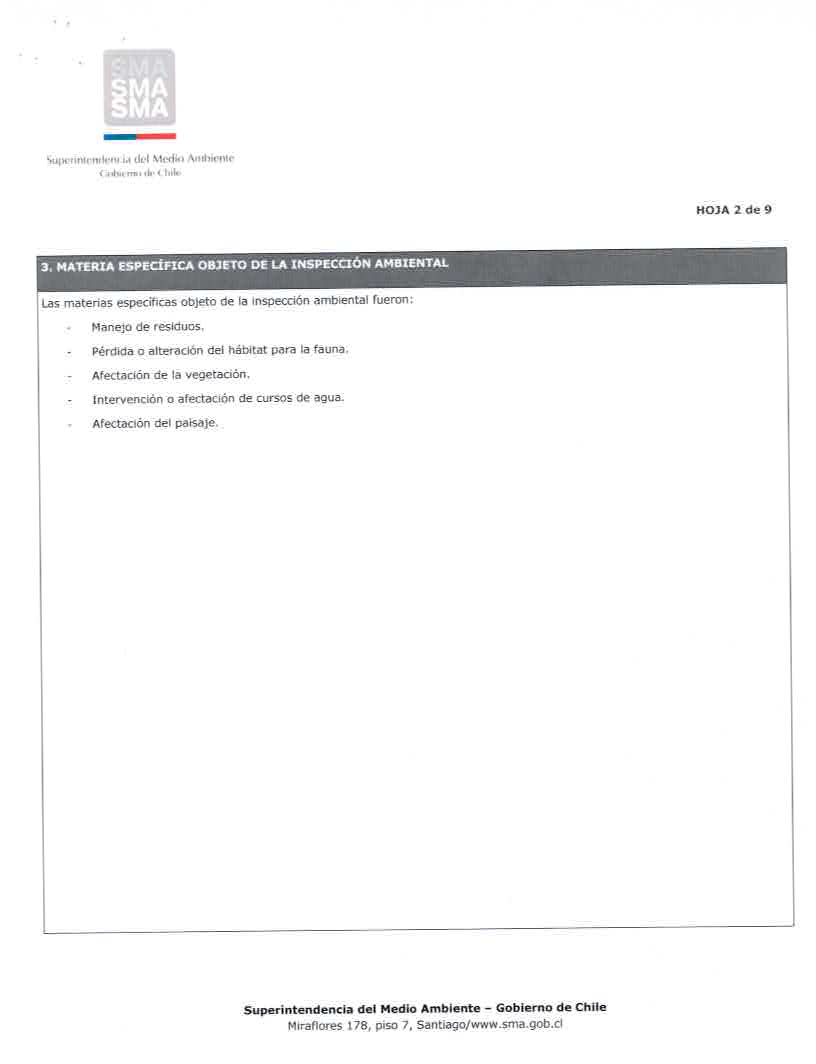 SMA
SMA
SMA
Superintendencia del Medio Ambiente
Gobierno de Chile
HOJA 2 de 9
3. MATERIA ESPECÍFICA OBJETO DE LA INSPECCIÓN AMBIENTAL
Las materias específicas objeto de la inspección ambiental fueron:
- Manejo de residuos.
- Pérdida o alteración del hábitat para la fauna.
- Afectación de la vegetación.
- Intervención o afectación de cursos de agua.
- Afectación del paisaje.
Superintendencia del Medio Ambiente – Gobierno de Chile
Miraflores 178, piso 7, Santiago/www.sma.gob.cl